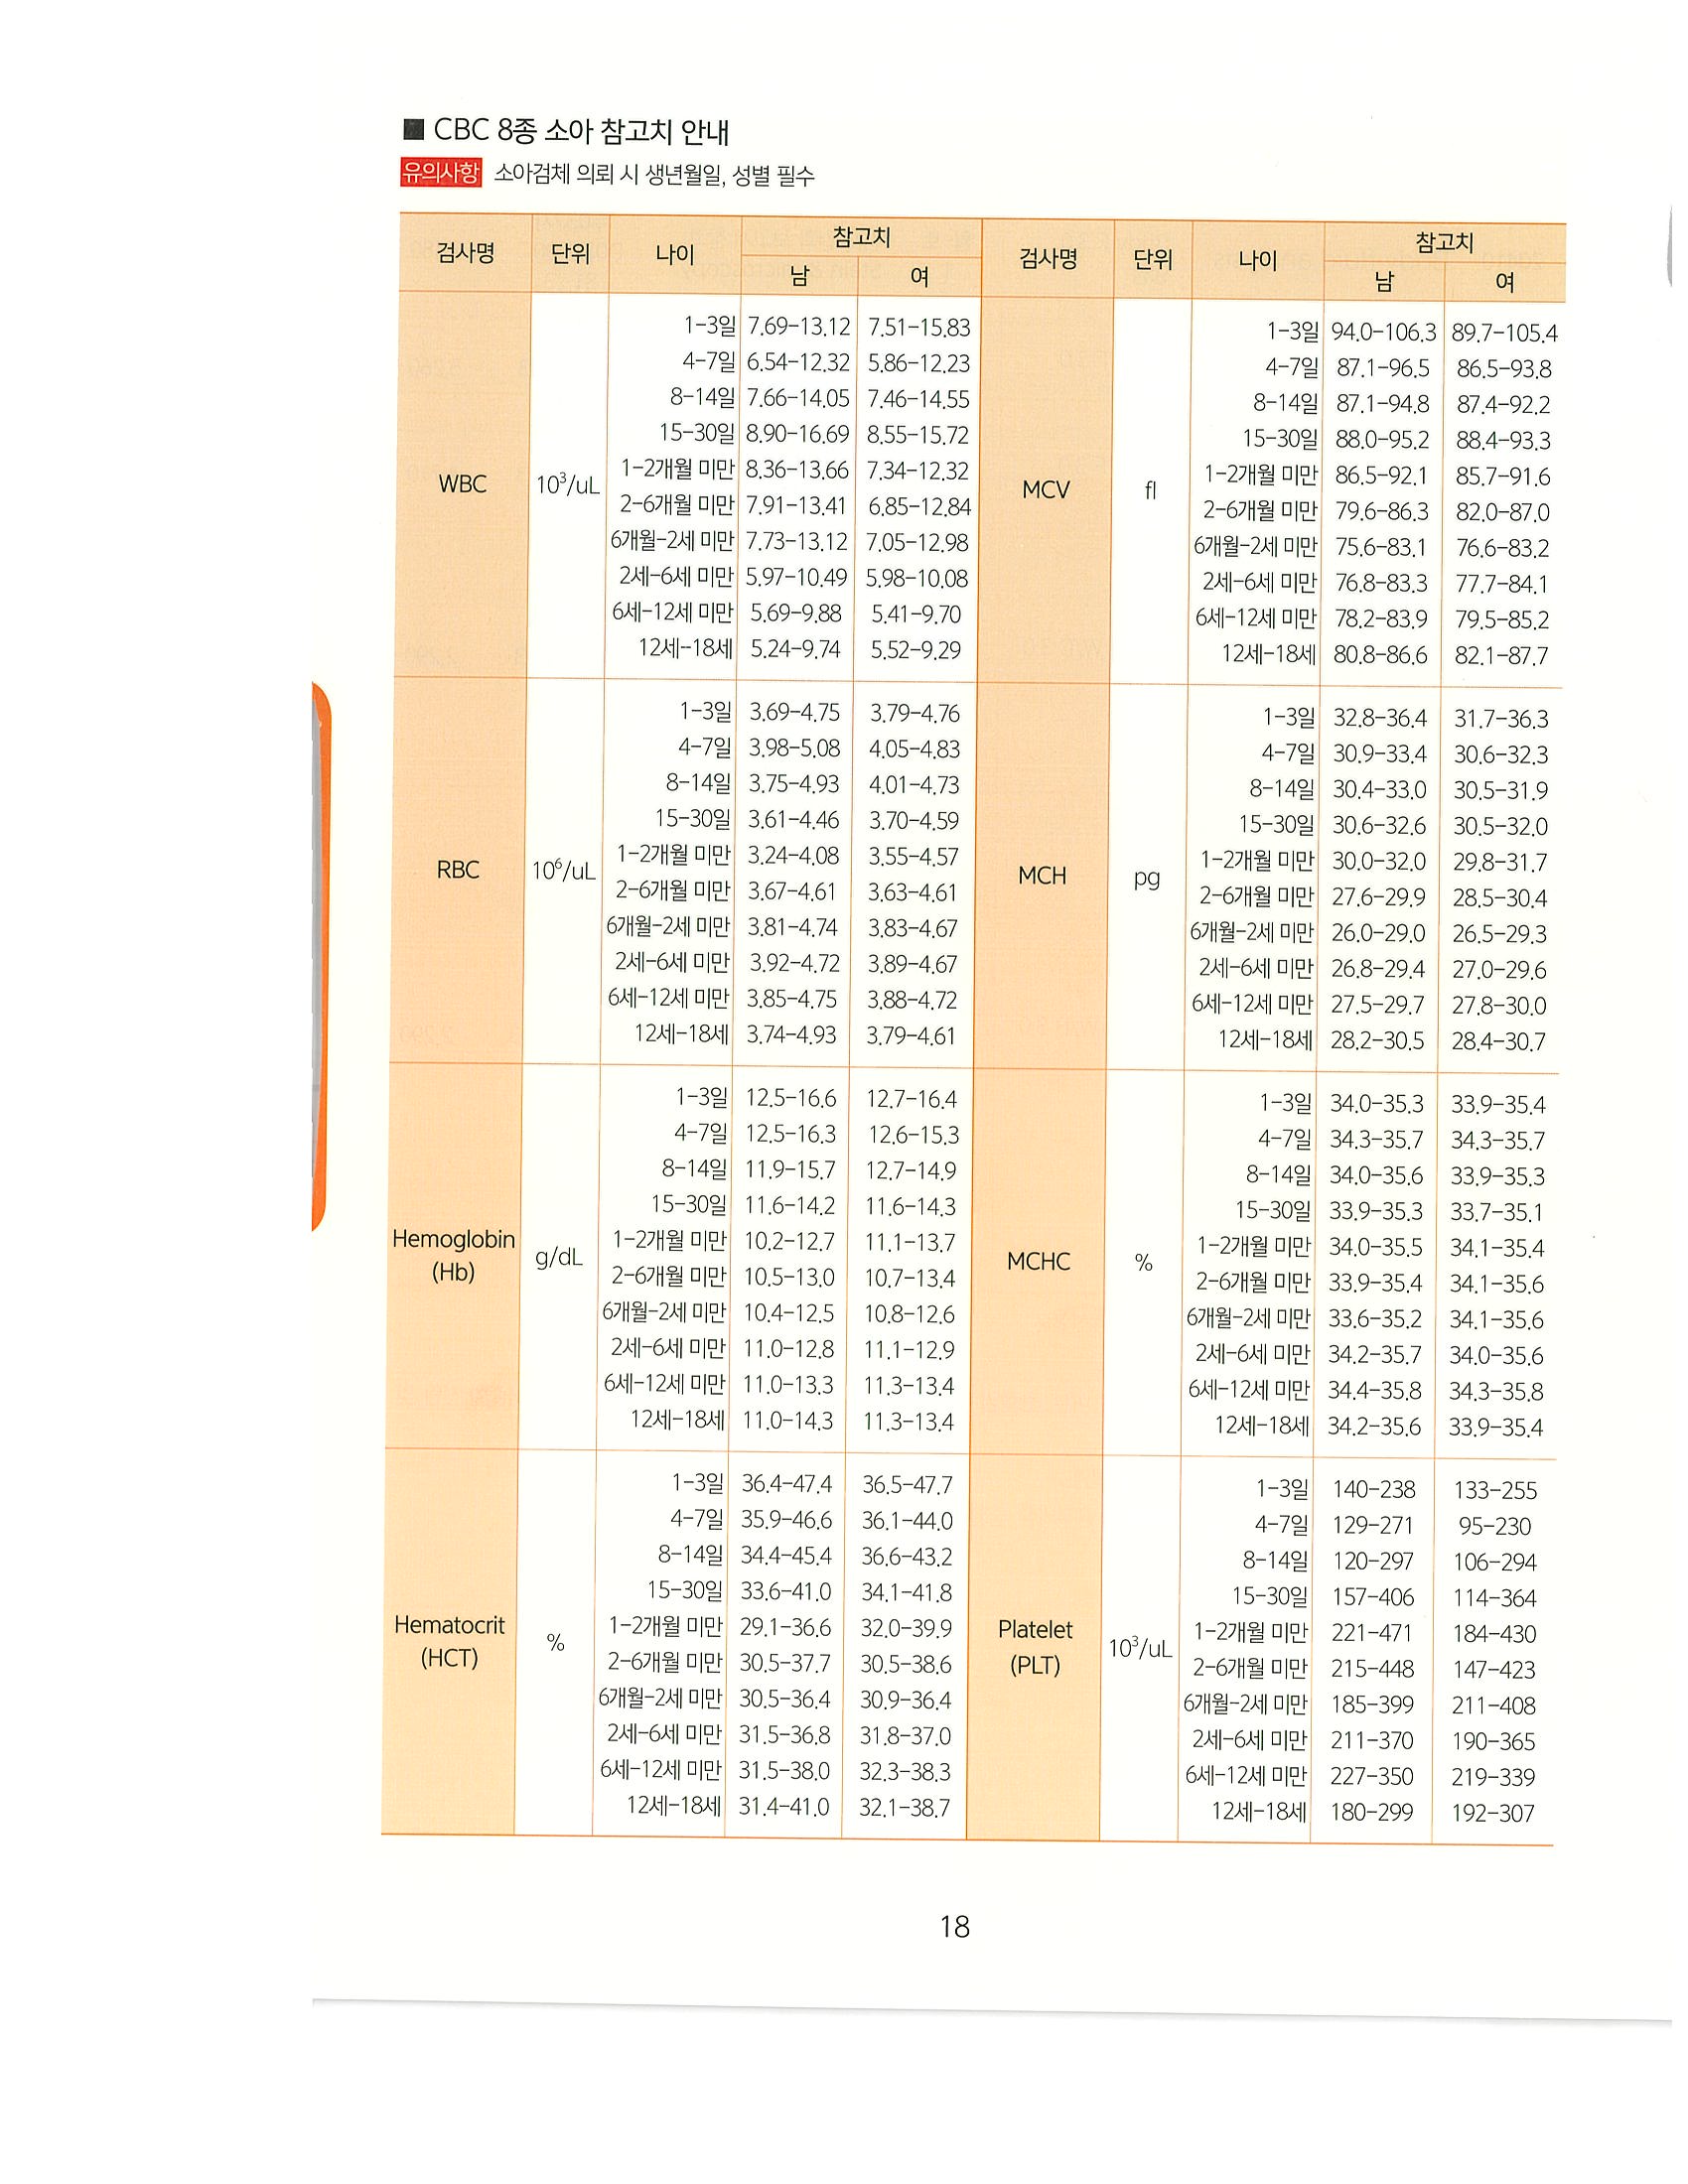 ■ CBC 8종 소아 참고치 안내
유의사항 소아검체 의뢰 시 생년월일, 성별 필수
검사명 단위 나이 참고치 검사명 단위 나이 참고치
남 여 남 여
WBC 10³/uL
1-3일 7.69-13.12 7.51-15.83
4-7일 6.54-12.32 5.86-12.23
8-14일 7.66-14.05 7.46-14.55
15-30일 8.90-16.69 8.55-15.72
1-2개월 미만 8.36-13.66 7.34-12.32
2-6개월 미만 7.91-13.41 6.85-12.84
6개월-2세 미만 7.73-13.12 7.05-12.98
2세-6세 미만 5.97-10.49 5.98-10.08
6세-12세 미만 5.69-9.88 5.41-9.70
12세--18세 5.24-9.74 5.52-9.29
RBC 10⁶/uL
1-3일 3.69-4.75 3.79-4.76
4-7일 3.98-5.08 4.05-4.83
8-14일 3.75-4.93 4.01-4.73
15-30일 3.61-4.46 3.70-4.59
1-2개월 미만 3.24-4.08 3.55-4.57
2-6개월 미만 3.67-4.61 3.63-4.61
6개월-2세 미만 3.81-4.74 3.83-4.67
2세-6세 미만 3.92-4.72 3.89-4.67
6세-12세 미만 3.85-4.75 3.88-4.72
12세-18세 3.74-4.93 3.79-4.61
Hemoglobin
(Hb)
g/dL
1-3일 12.5-16.6 12.7-16.4
4-7일 12.5-16.3 12.6-15.3
8-14일 11.9-15.7 12.7-14.9
15-30일 11.6-14.2 11.6-14.3
1-2개월 미만 10.2-12.7 11.1-13.7
2-6개월 미만 10.5-13.0 10.7-13.4
6개월-2세 미만 10.4-12.5 10.8-12.6
2세-6세 미만 11.0-12.8 11.1-12.9
6세-12세 미만 11.0-13.3 11.3-13.4
12세-18세 11.0-14.3 11.3-13.4
Hematocrit
(HCT)
%
1-3일 36.4-47.4 36.5-47.7
4-7일 35.9-46.6 36.1-44.0
8-14일 34.4-45.4 36.6-43.2
15-30일 33.6-41.0 34.1-41.8
1-2개월 미만 29.1-36.6 32.0-39.9
2-6개월 미만 30.5-37.7 30.5-38.6
6개월-2세 미만 30.5-36.4 30.9-36.4
2세-6세 미만 31.5-36.8 31.8-37.0
6세-12세 미만 31.5-38.0 32.3-38.3
12세-18세 31.4-41.0 32.1-38.7
MCV fl
1-3일 94.0-106.3 89.7-105.4
4-7일 87.1-96.5 86.5-93.8
8-14일 87.1-94.8 87.4-92.2
15-30일 88.0-95.2 88.4-93.3
1-2개월 미만 86.5-92.1 85.7-91.6
2-6개월 미만 79.6-86.3 82.0-87.0
6개월-2세 미만 75.6-83.1 76.6-83.2
2세-6세 미만 76.8-83.3 77.7-84.1
6세-12세 미만 78.2-83.9 79.5-85.2
12세-18세 80.8-86.6 82.1-87.7
MCH pg
1-3일 32.8-36.4 31.7-36.3
4-7일 30.9-33.4 30.6-32.3
8-14일 30.4-33.0 30.5-31.9
15-30일 30.6-32.6 30.5-32.0
1-2개월 미만 30.0-32.0 29.8-31.7
2-6개월 미만 27.6-29.9 28.5-30.4
6개월-2세 미만 26.0-29.0 26.5-29.3
2세-6세 미만 26.8-29.4 27.0-29.6
6세-12세 미만 27.5-29.7 27.8-30.0
12세-18세 28.2-30.5 28.4-30.7
MCHC %
1-3일 34.0-35.3 33.9-35.4
4-7일 34.3-35.7 34.3-35.7
8-14일 34.0-35.6 33.9-35.3
15-30일 33.9-35.3 33.7-35.1
1-2개월 미만 34.0-35.5 34.1-35.4
2-6개월 미만 33.9-35.4 34.1-35.6
6개월-2세 미만 33.6-35.2 34.1-35.6
2세-6세 미만 34.2-35.7 34.0-35.6
6세-12세 미만 34.4-35.8 34.3-35.8
12세-18세 34.2-35.6 33.9-35.4
Platelet
(PLT)
10³/uL
1-3일 140-238 133-255
4-7일 129-271 95-230
8-14일 120-297 106-294
15-30일 157-406 114-364
1-2개월 미만 221-471 184-430
2-6개월 미만 215-448 147-423
6개월-2세 미만 185-399 211-408
2세-6세 미만 211-370 190-365
6세-12세 미만 227-350 219-339
12세-18세 180-299 192-307
18